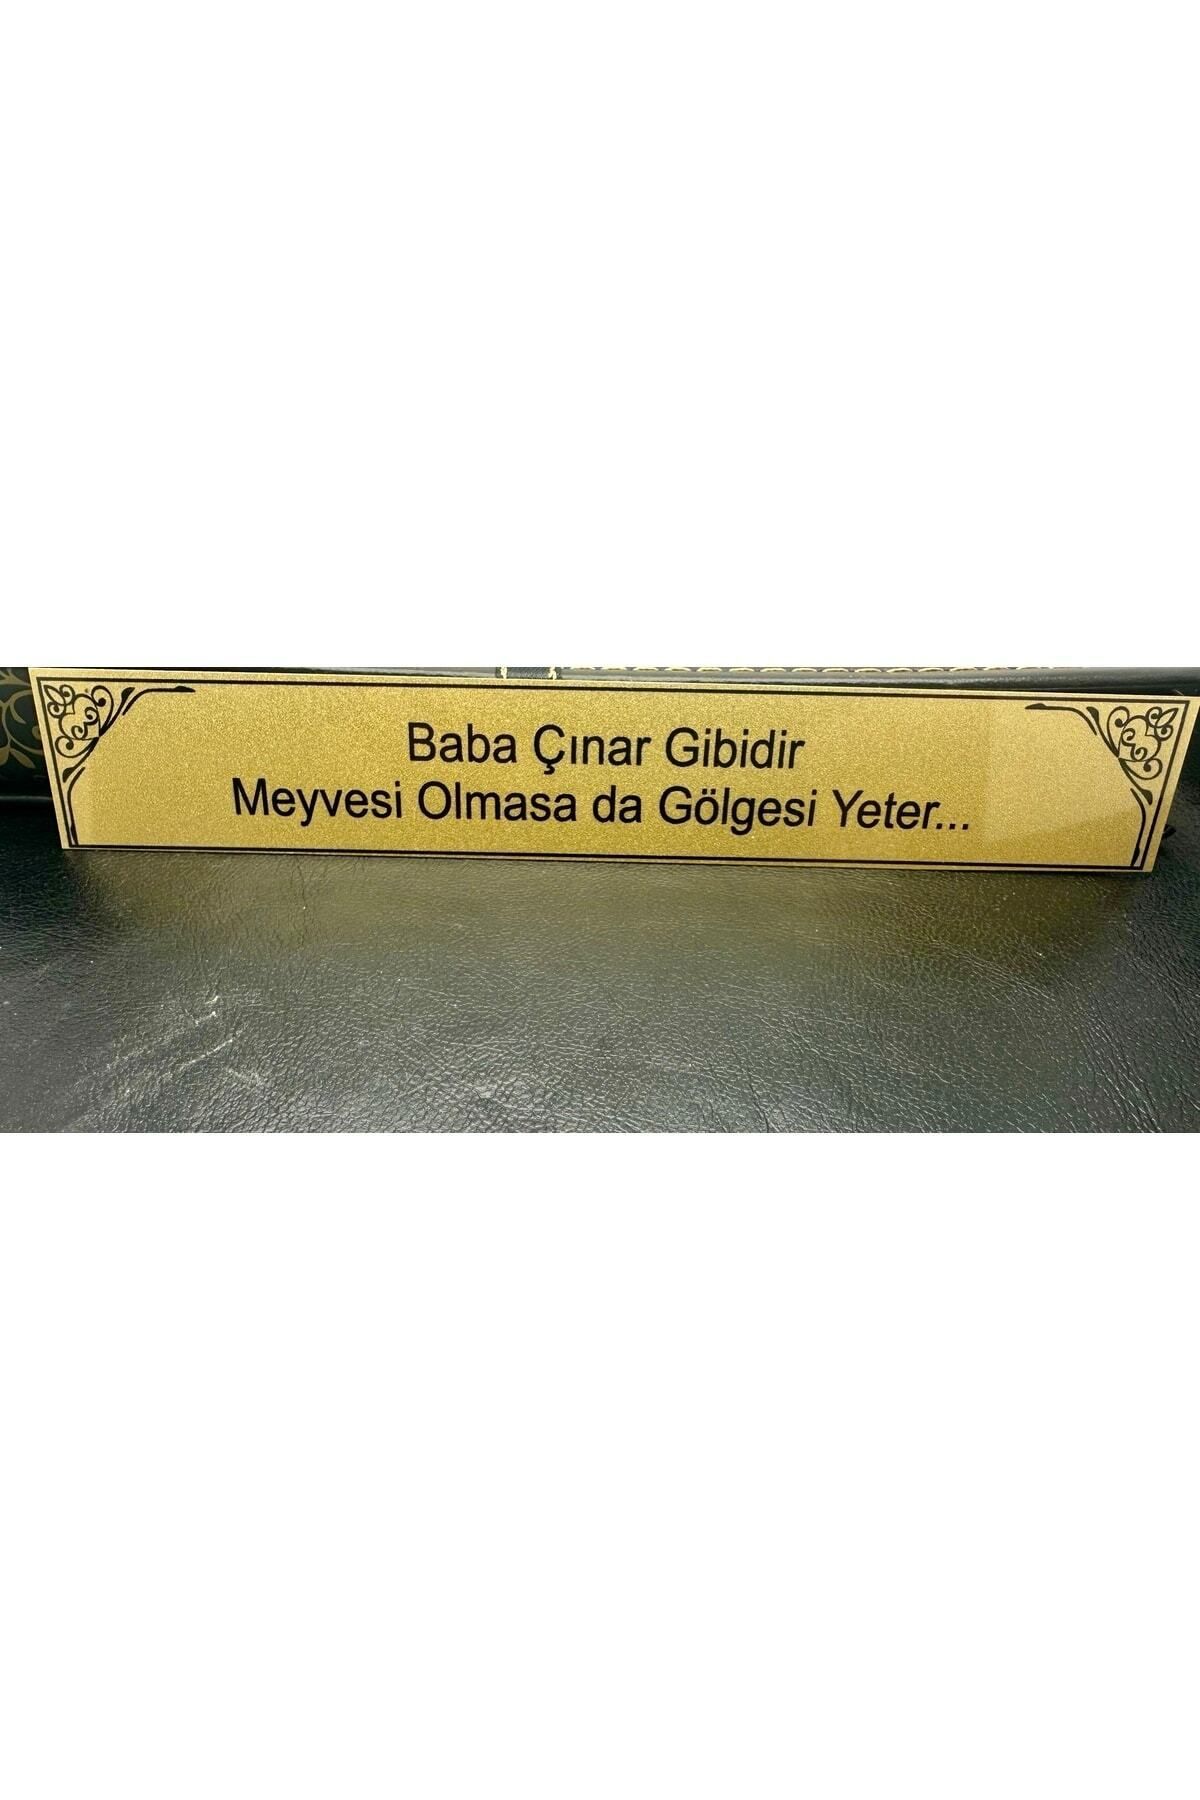 Baba Çınar Gibidir
Meyvesi Olmasa da Gölgesi Yeter...